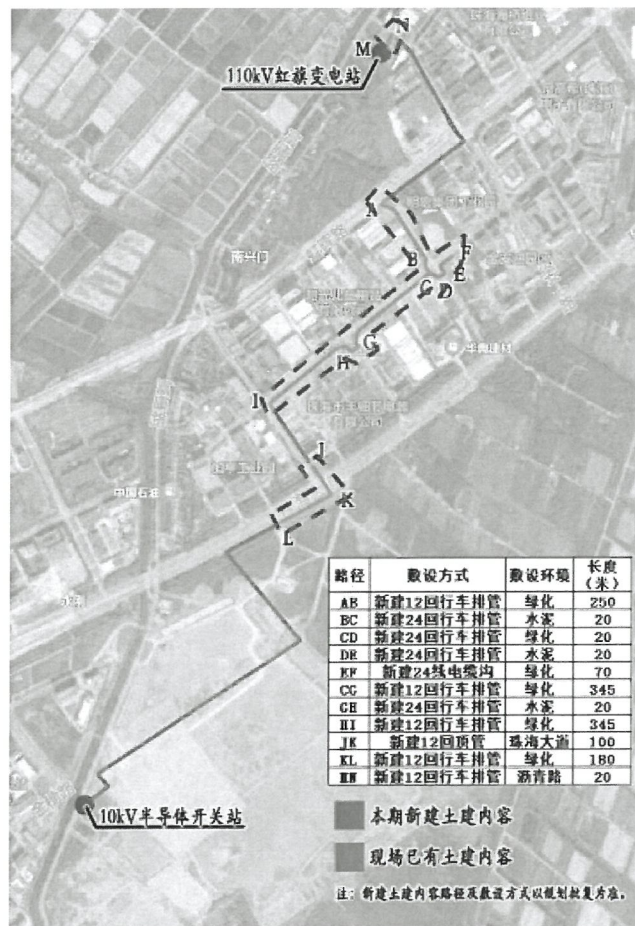 N
M
110kV红旗变电站
A
F
B
E
C
D
南兴门
G
华典建材
H
I
J
中国石油
K
L
路径 敷设方式 敷设环境 长度(米)
AB 新建12回行车排管 绿化 250
BC 新建24回行车排管 水泥 20
CD 新建24回行车排管 绿化 20
DE 新建24回行车排管 水泥 20
EF 新建24线电缆沟 绿化 70
CG 新建12回行车排管 绿化 345
GH 新建24回行车排管 水泥 20
HI 新建12回行车排管 绿化 345
JK 新建12回顶管 珠海大道 100
KL 新建12回行车排管 绿化 180
MN 新建12回行车排管 沥青路 20
10kV半导体开关站
本期新建土建内容
现场已有土建内容
注：新建土建内容路径及敷设方式以规划批复为准。